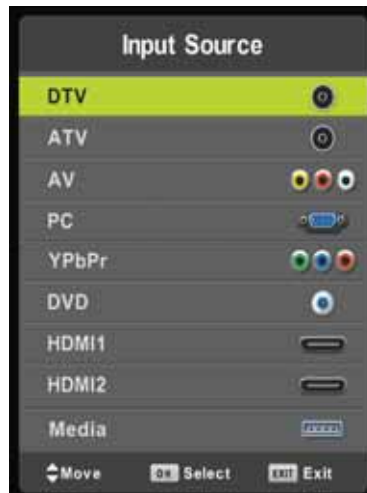 Input Source
DTV
ATV
AV
PC
YPbPr
DVD
HDMI1
HDMI2
Media
Move OK Select EXIT Exit